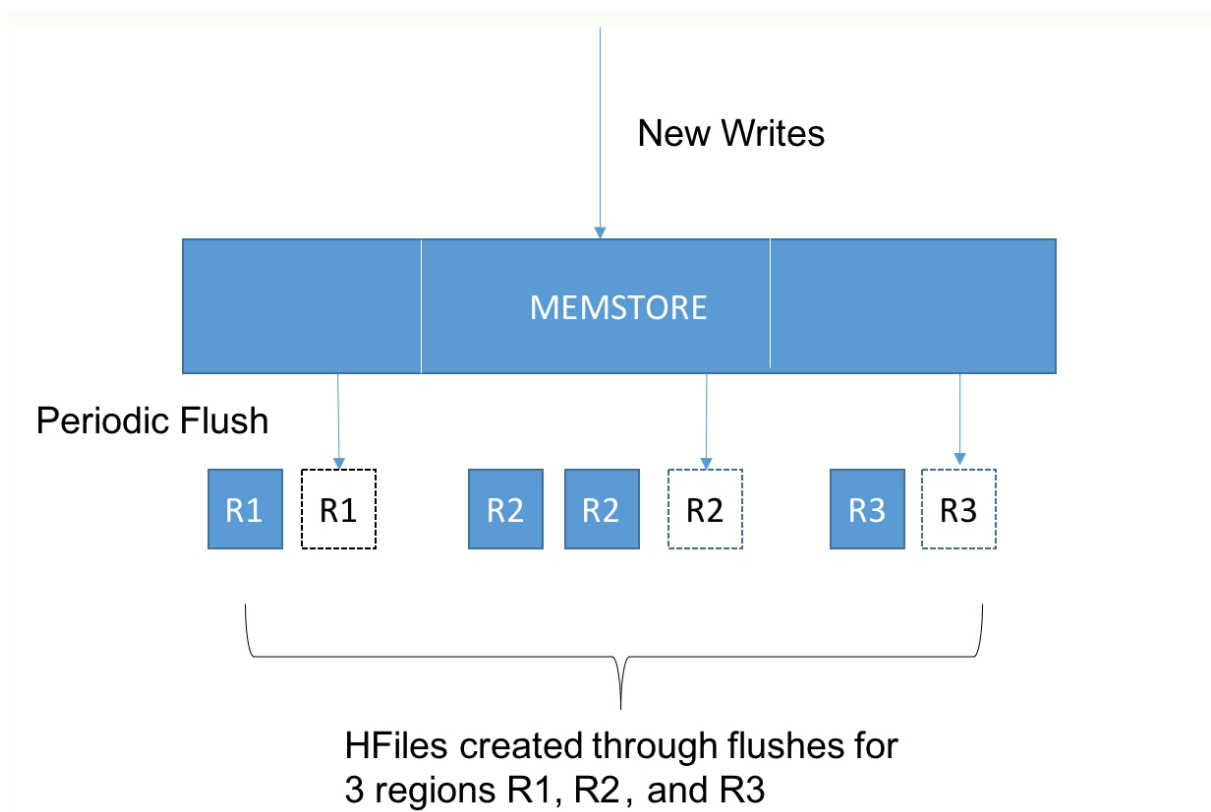 New Writes
MEMSTORE
Periodic Flush
R1 R1 R2 R2 R2 R3 R3
HFiles created through flushes for
3 regions R1, R2, and R3